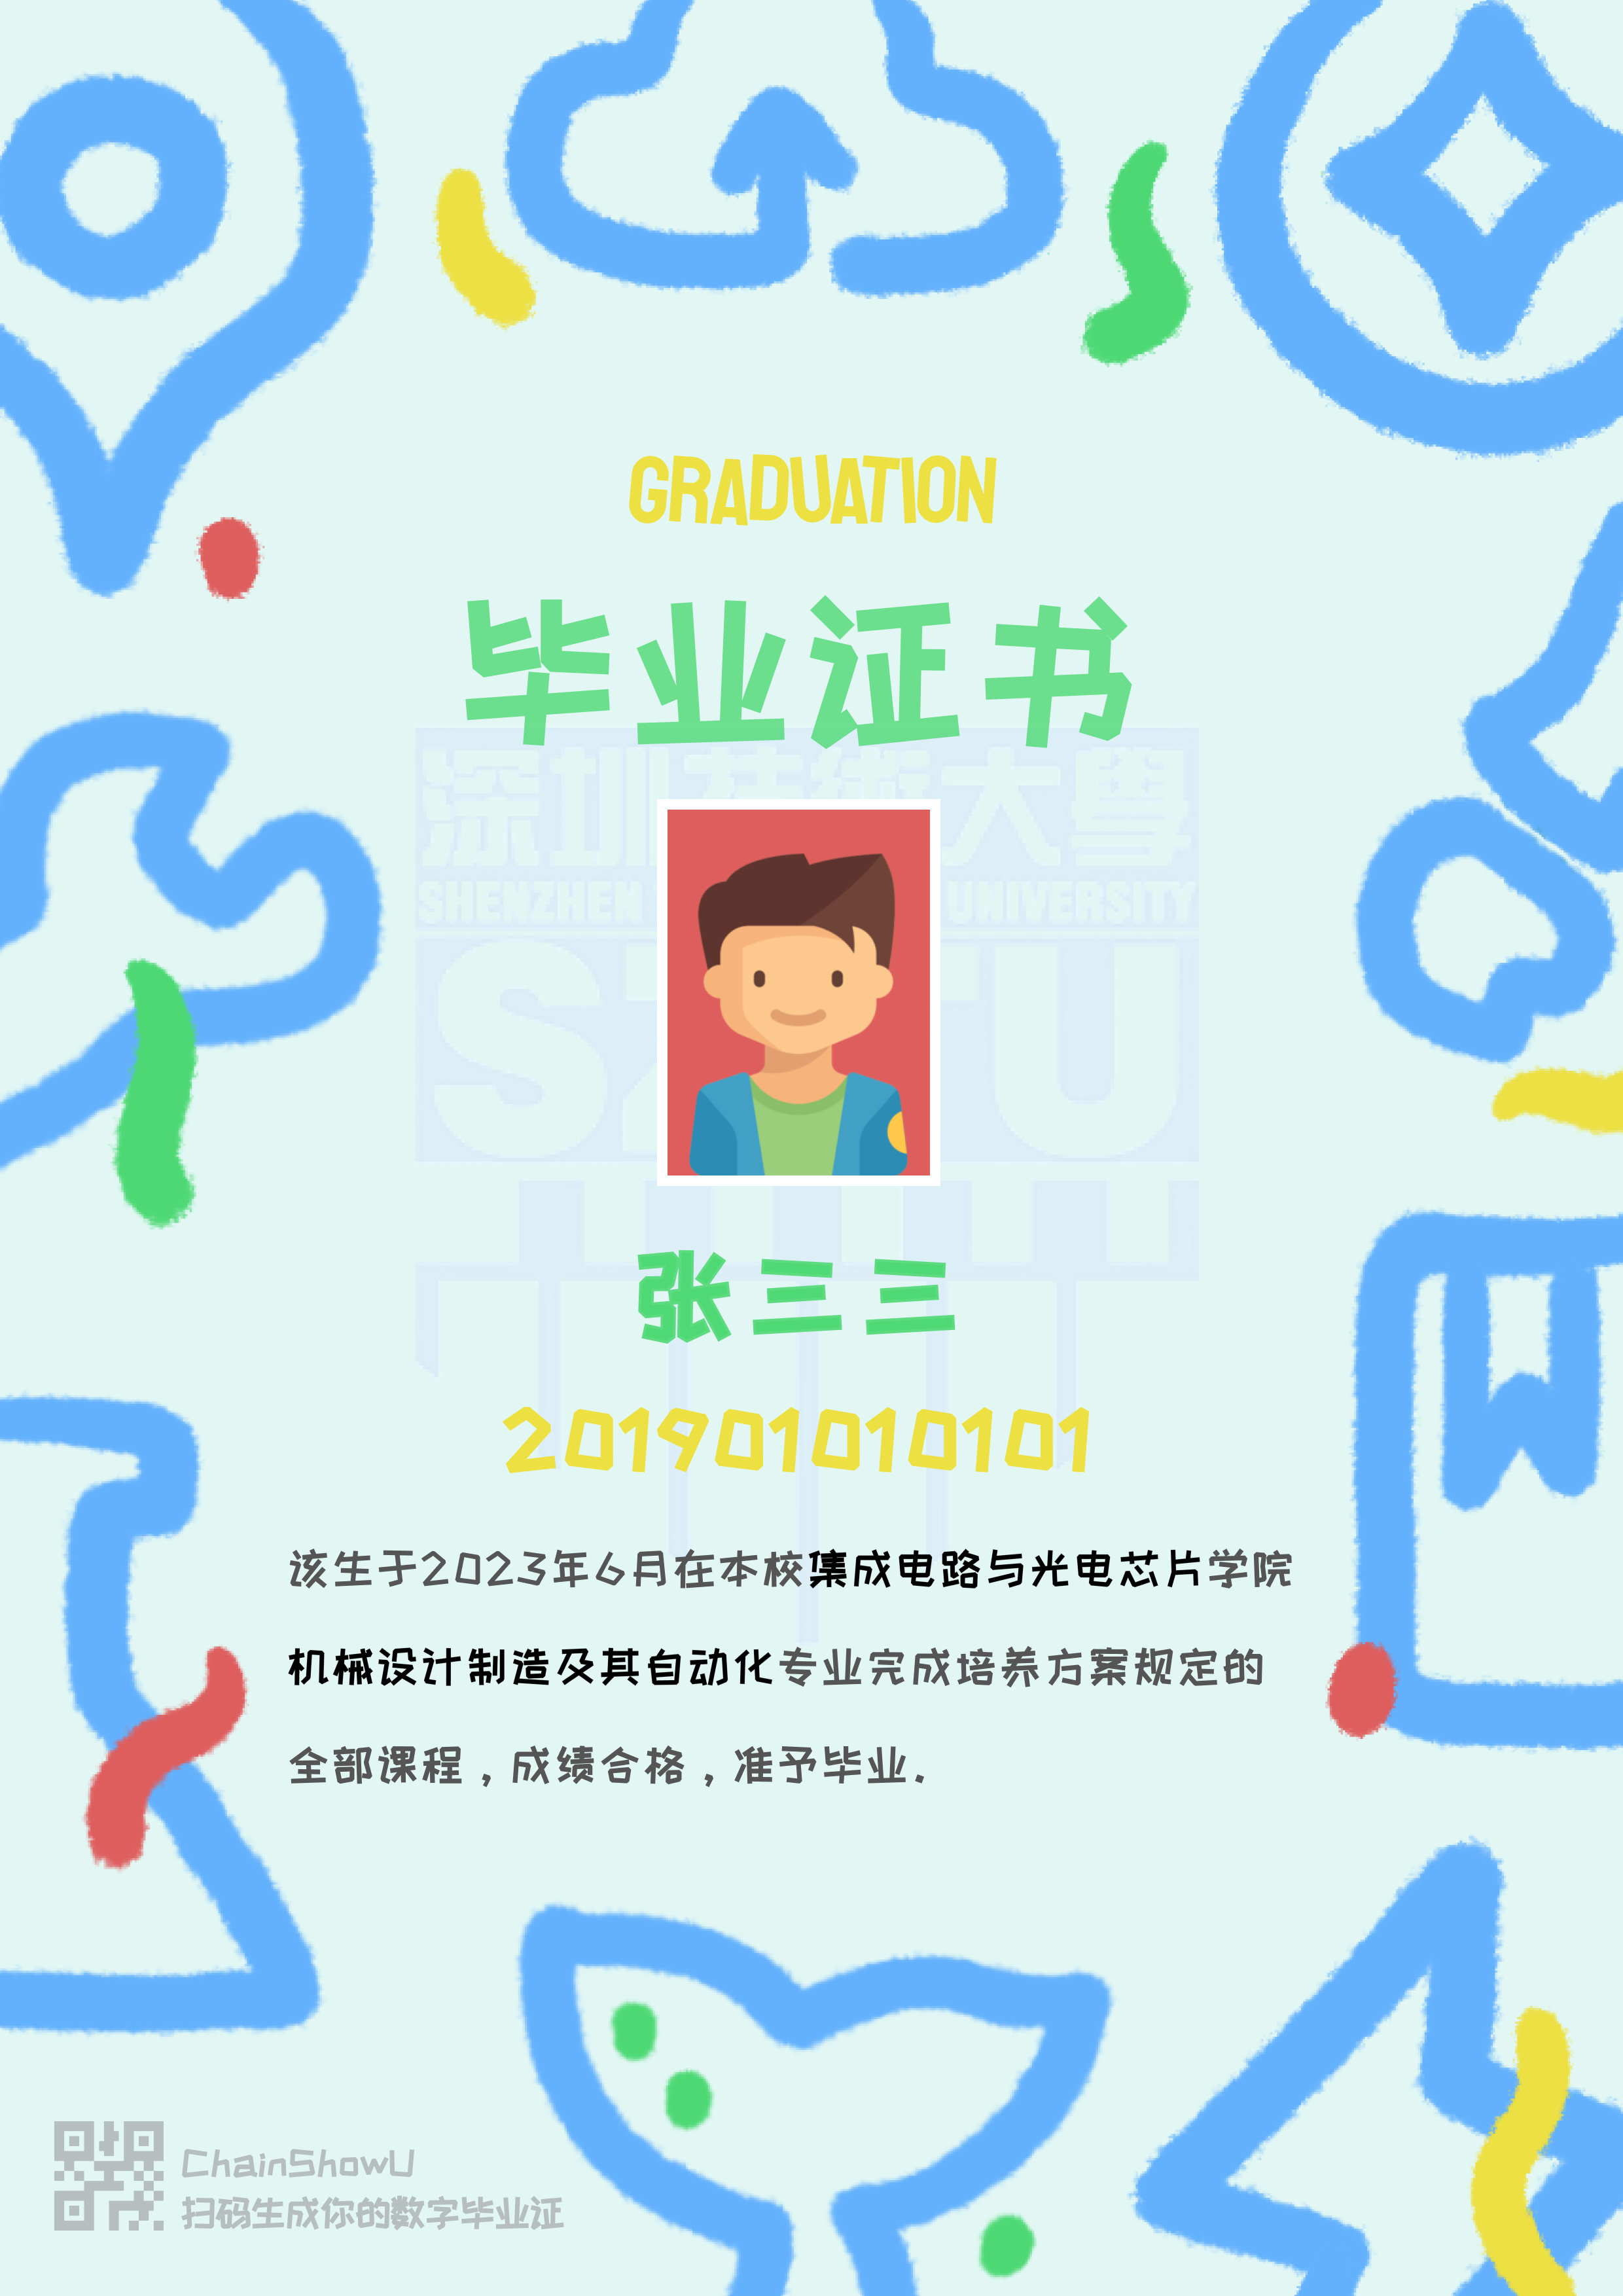 GRADUATION
毕业证书
深圳技術大學
SHENZHEN UNIVERSITY
张三三
201901010101
该生于2023年6月在本校集成电路与光电芯片学院
机械设计制造及其自动化专业完成培养方案规定的
全部课程，成绩合格，准予毕业.
ChainShowU
扫码生成你的数字毕业证